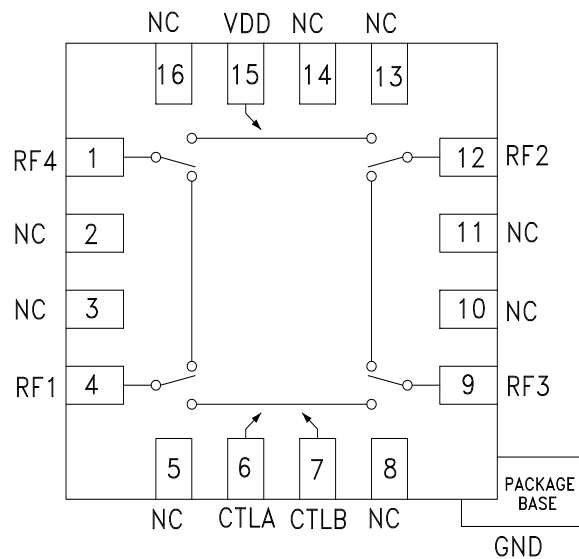 NC VDD NC NC
16 15 14 13
RF4 1 12 RF2
NC 2 11 NC
NC 3 10 NC
RF1 4 9 RF3
5 6 7 8
NC CTLA CTLB NC
PACKAGE
BASE
GND